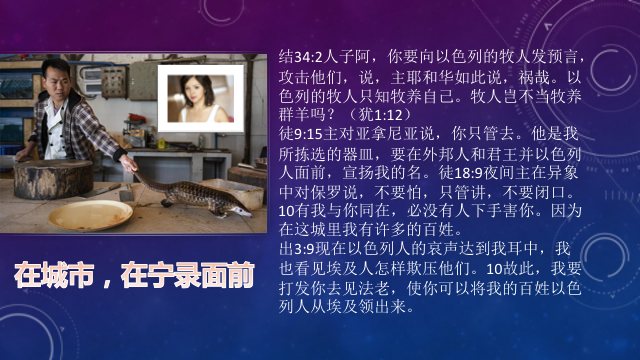 结34:2人子阿，你要向以色列的牧人发预言，
攻击他们，说，主耶和华如此说，祸哉。以
色列的牧人只知牧养自己。牧人岂不当牧养
群羊吗？（犹1:12）
徒9:15主对亚拿尼亚说，你只管去。他是我
所拣选的器皿，要在外邦人和君王并以色列
人面前，宣扬我的名。徒18:9夜间主在异象
中对保罗说，不要怕，只管讲，不要闭口。
10有我与你同在，必没有人下手害你。因为
在这城里我有许多的百姓。
出3:9现在以色列人的哀声达到我耳中，我
也看见埃及人怎样欺压他们。10故此，我要
打发你去见法老，使你可以将我的百姓以色
列人从埃及领出来。
在城市，在宁录面前